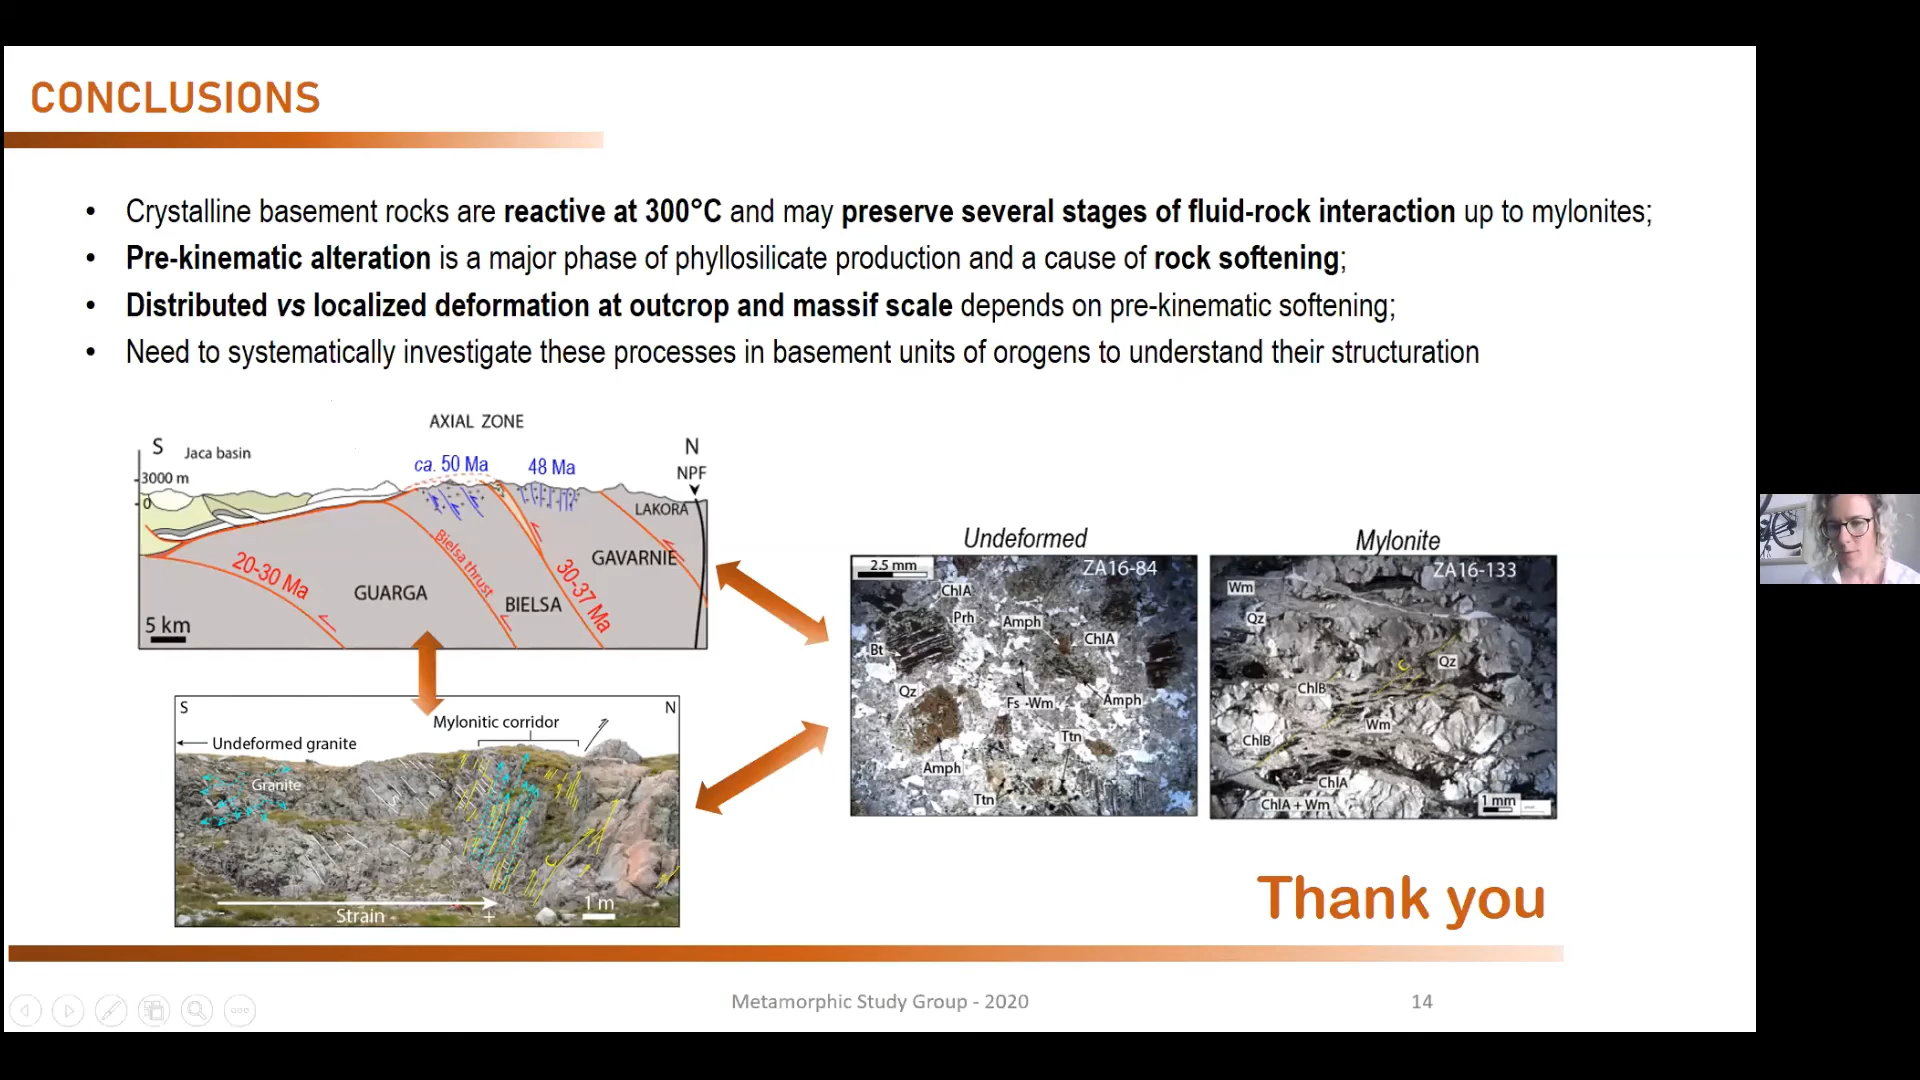 CONCLUSIONS
• Crystalline basement rocks are reactive at 300°C and may preserve several stages of fluid-rock interaction up to mylonites;
• Pre-kinematic alteration is a major phase of phyllosilicate production and a cause of rock softening;
• Distributed vs localized deformation at outcrop and massif scale depends on pre-kinematic softening;
• Need to systematically investigate these processes in basement units of orogens to understand their structuration
AXIAL ZONE
S
Jaca basin
N
ca. 50 Ma
48 Ma
NPF
3000 m
0
LAKORA
Bielsa thrust
GAVARNIE
20-30 Ma
30-37 Ma
GUARGA
BIELSA
5 km
S
N
Mylonitic corridor
Undeformed granite
Granite
S
C
- Strain +
1 m
Undeformed
2.5 mm
ZA16-84
ChlA
Prh
Amph
ChlA
Bt
Qz
Fs -Wm
Amph
Ttn
Amph
Ttn
Mylonite
ZA16-133
Wm
Qz
C
Qz
ChlB
Wm
ChlB
ChlA
ChlA + Wm
1 mm
Thank you
Metamorphic Study Group - 2020
14